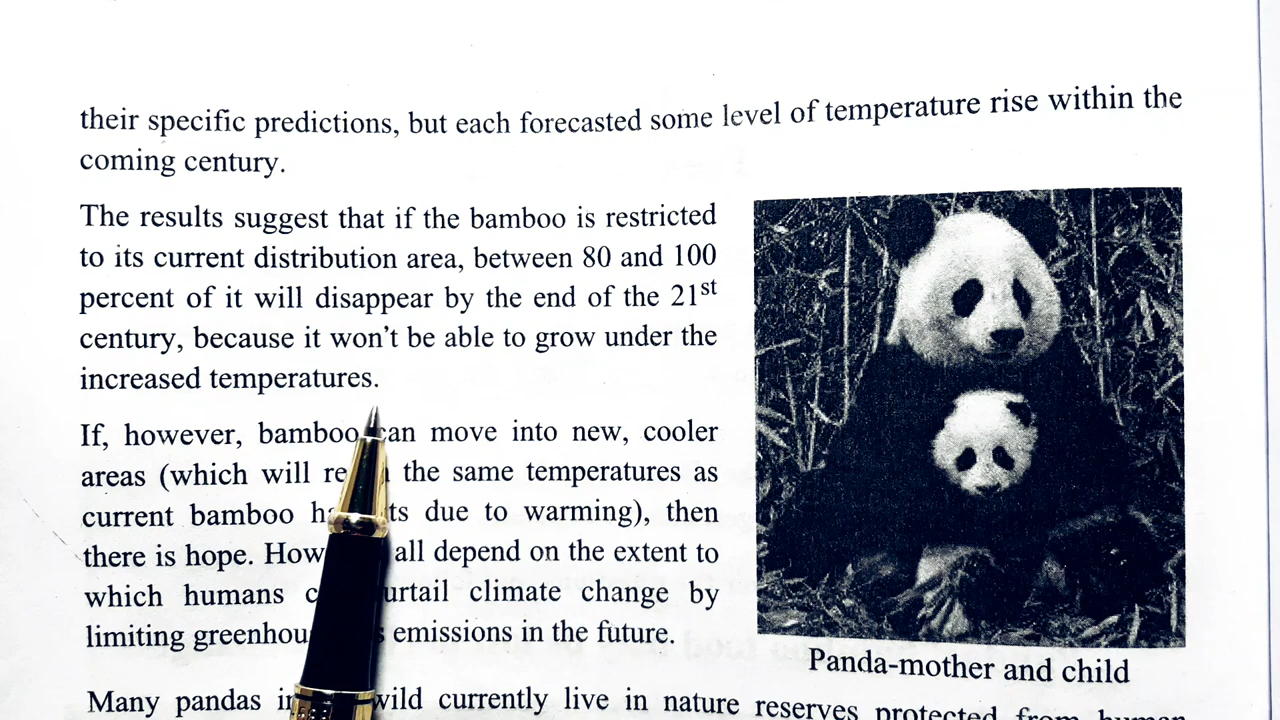 their specific predictions, but each forecasted some level of temperature rise within the
coming century.
The results suggest that if the bamboo is restricted
to its current distribution area, between 80 and 100
percent of it will disappear by the end of the 21st
century, because it won't be able to grow under the
increased temperatures.
If, however, bamboo can move into new, cooler
areas (which will the same temperatures as
current bamboo due to warming), then
there is hope. all depend on the extent to
which humans climate change by
limiting emissions in the future.
Panda-mother and child
Many pandas wild currently live in nature reserves protected from human